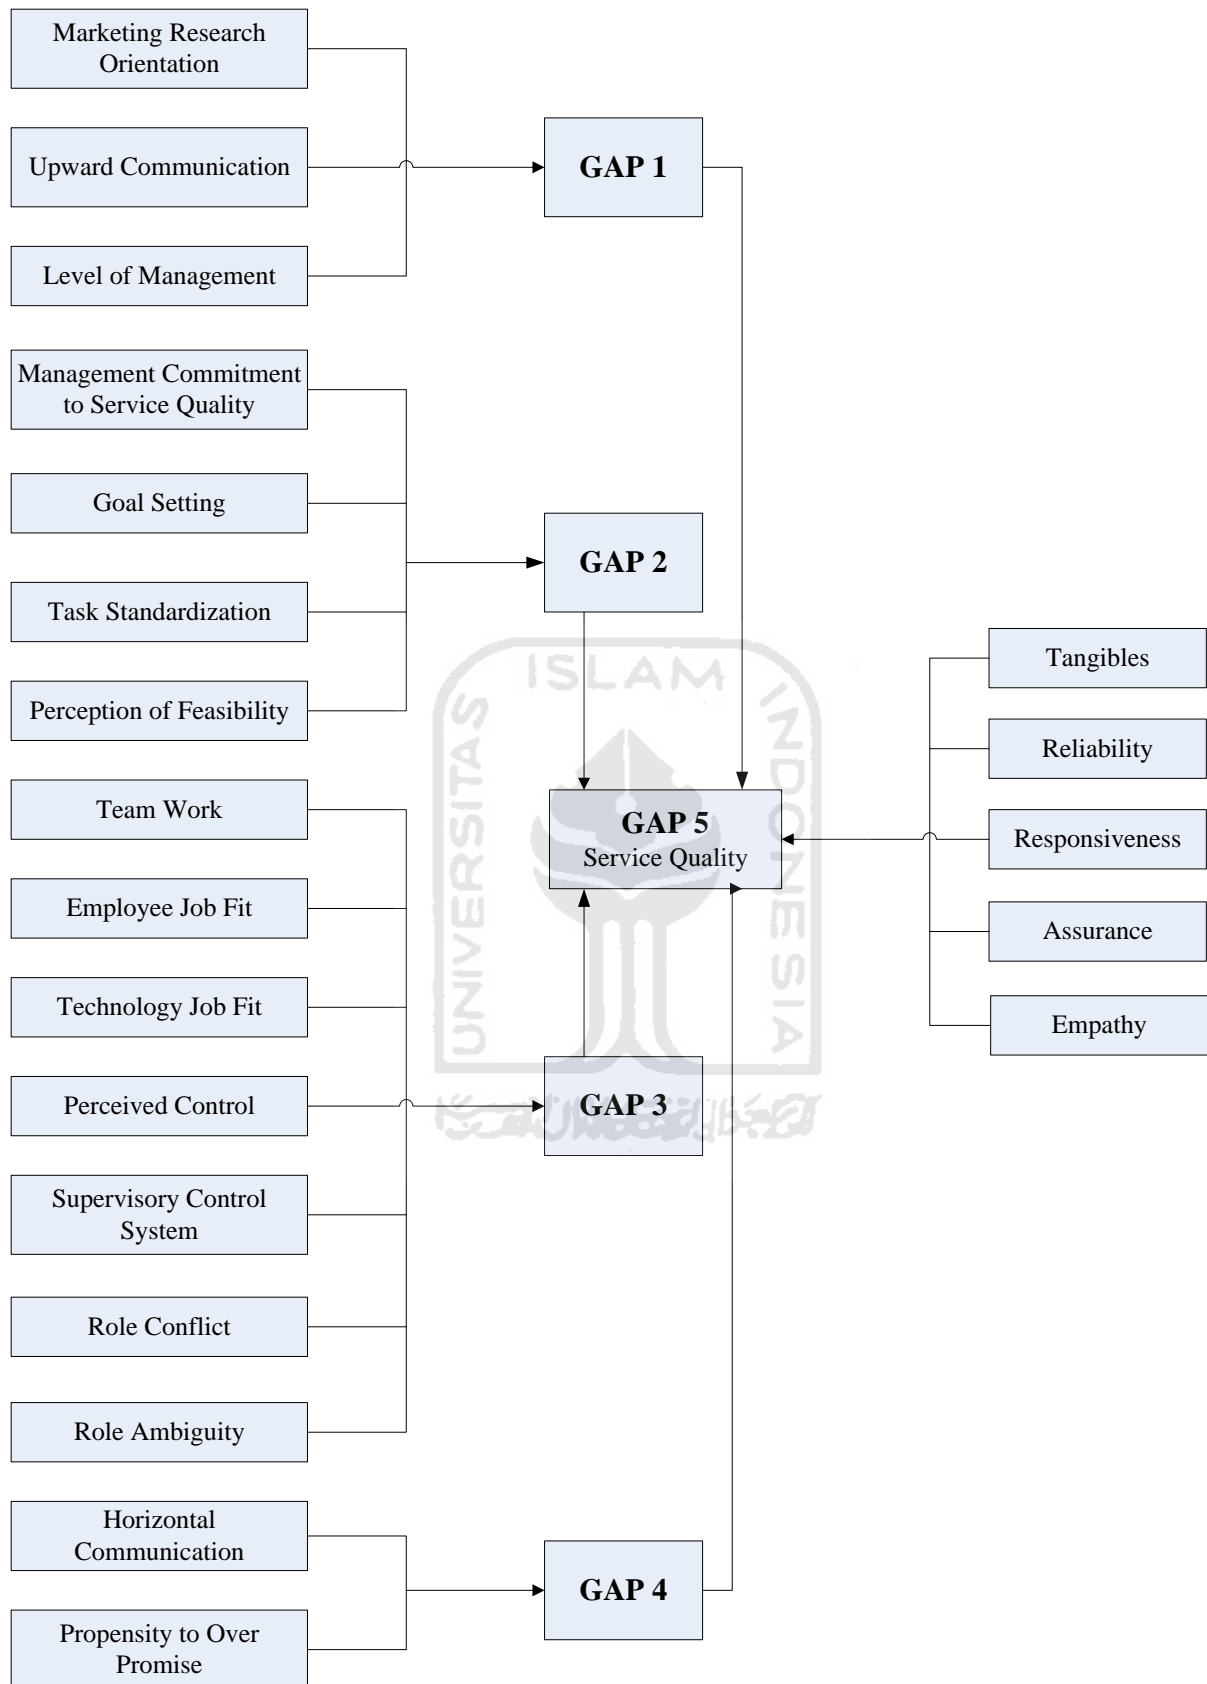 Marketing Research
Orientation
Upward Communication
GAP 1
Level of Management
Management Commitment
to Service Quality
Goal Setting
GAP 2
Task Standardization
Perception of Feasibility
Tangibles
Reliability
Responsiveness
Assurance
Empathy
Team Work
GAP 5
Service Quality
Employee Job Fit
Technology Job Fit
Perceived Control
GAP 3
Supervisory Control
System
Role Conflict
Role Ambiguity
Horizontal
Communication
GAP 4
Propensity to Over
Promise
UNIVERSITAS
ISLAM
INDONESIA